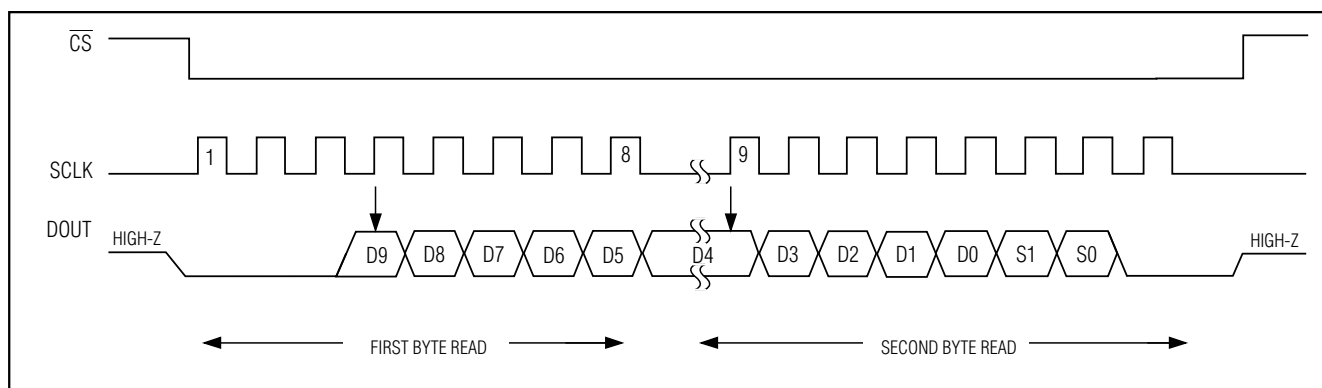 CS
1 8 9
SCLK
DOUT
HIGH-Z D9 D8 D7 D6 D5 D4 D3 D2 D1 D0 S1 S0 HIGH-Z
FIRST BYTE READ SECOND BYTE READ